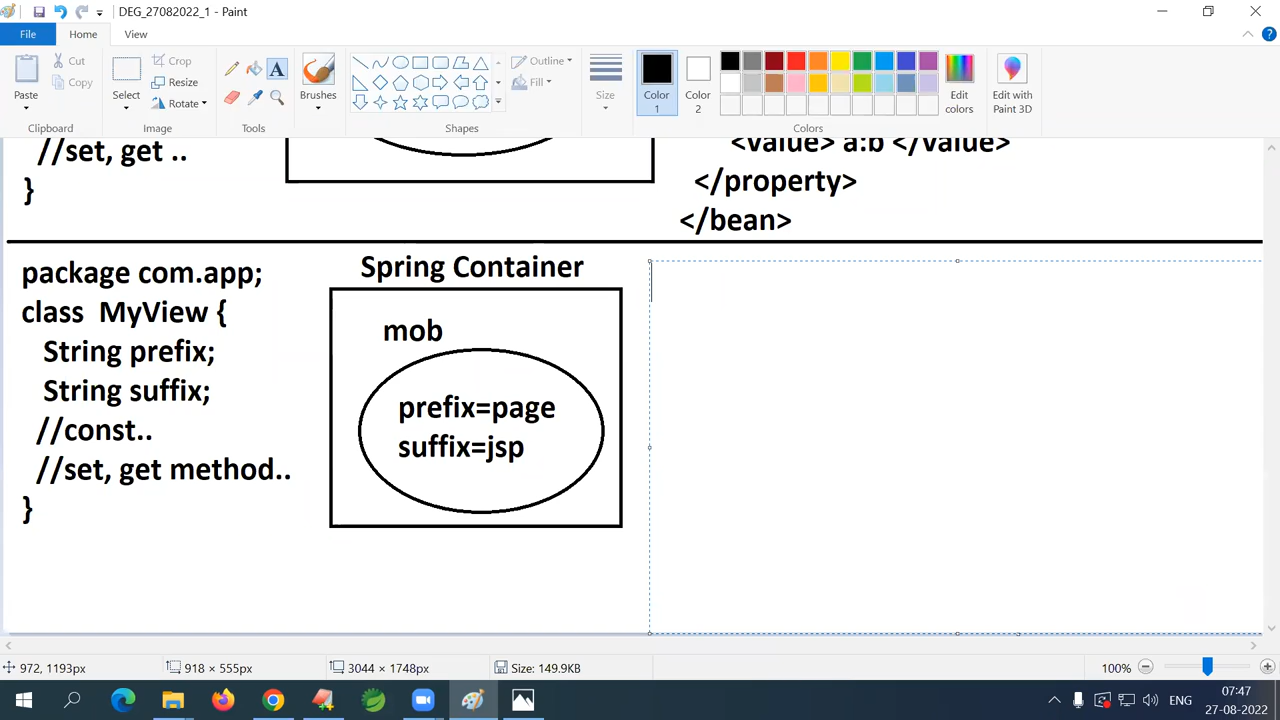 DEG_27082022_1 - Paint
File
Home
View
Paste
Cut
Copy
Clipboard
Select
Crop
Resize
Rotate
Image
A
Tools
Brushes
Outline
Fill
Shapes
Size
Color
1
Color
2
Edit
colors
Edit with
Paint 3D
Colors
//set, get ..
}
<value> a:b </value>
</property>
</bean>
package com.app;
class MyView {
String prefix;
String suffix;
//const..
//set, get method..
}
Spring Container
mob
prefix=page
suffix=jsp
972, 1193px
918 × 555px
3044 × 1748px
Size: 149.9KB
100%
ENG
07:47
27-08-2022